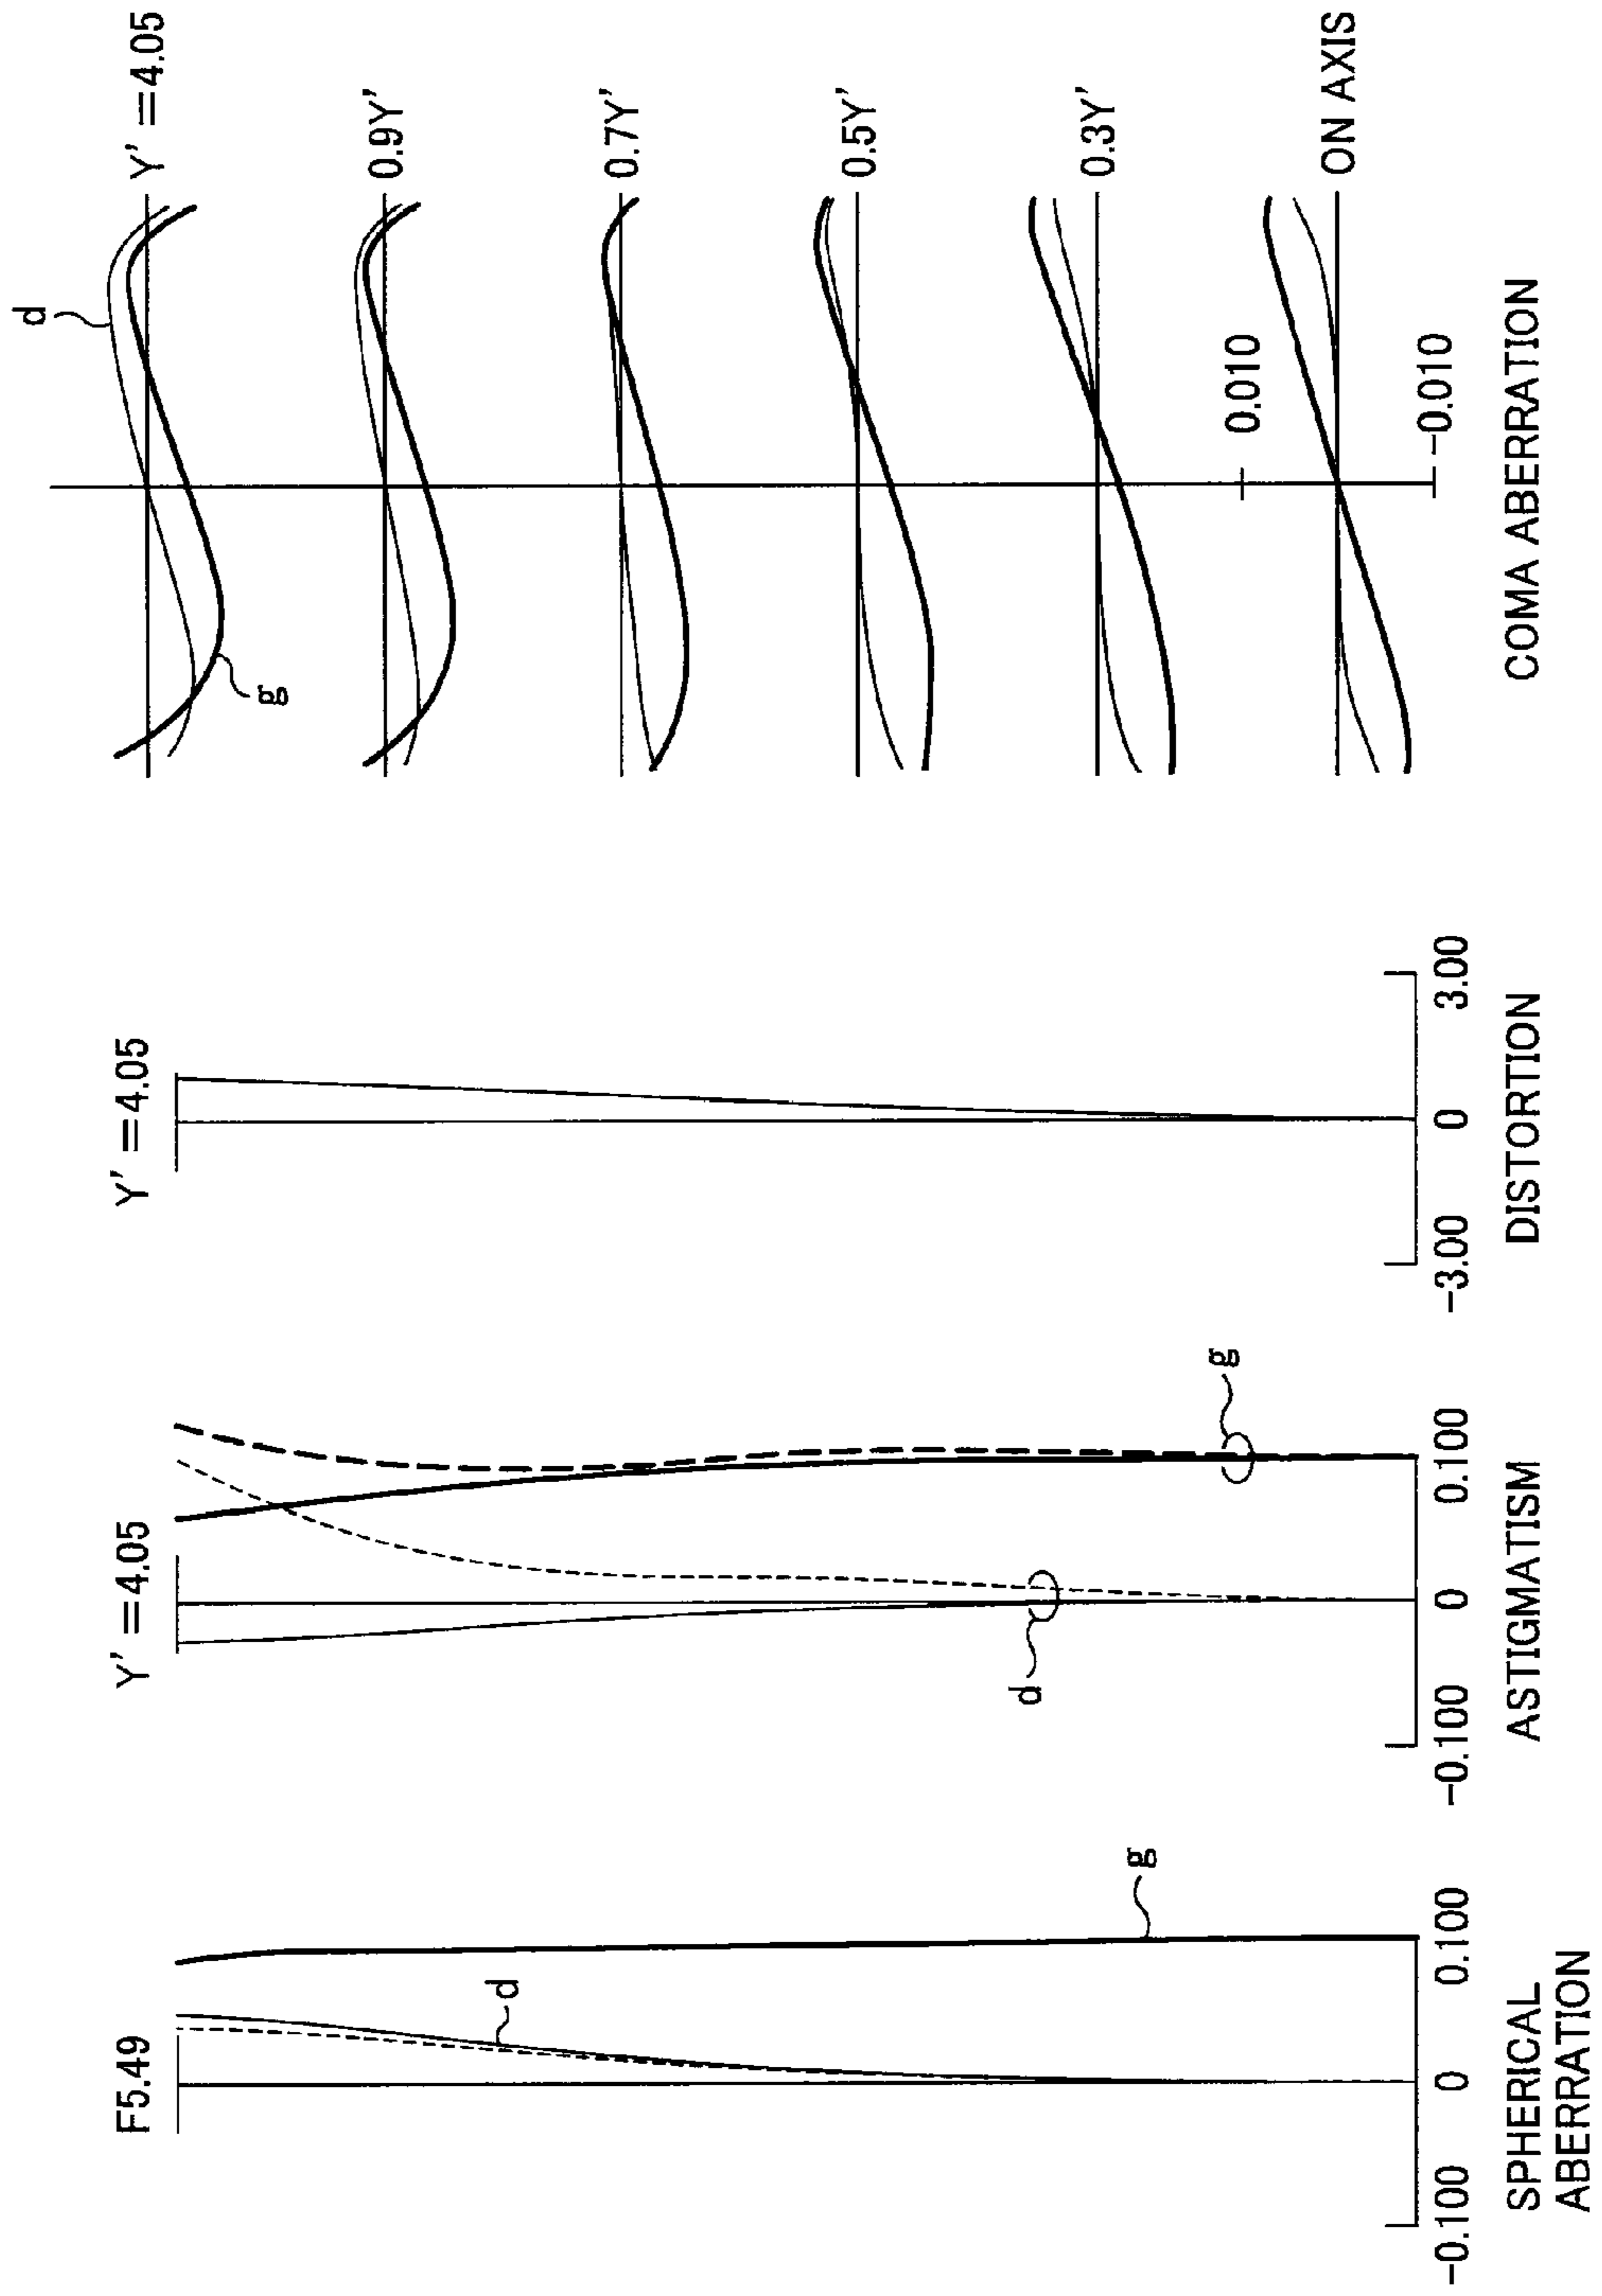 F5.49
d
g
-0.100
0
0.100
SPHERICAL
ABERRATION
Y' =4.05
d
g
-0.100
0
0.100
ASTIGMATISM
Y' =4.05
-3.00
0
3.00
DISTORTION
d
Y' =4.05
g
0.9Y'
0.7Y'
0.5Y'
0.3Y'
0.010
ON AXIS
-0.010
COMA ABERRATION